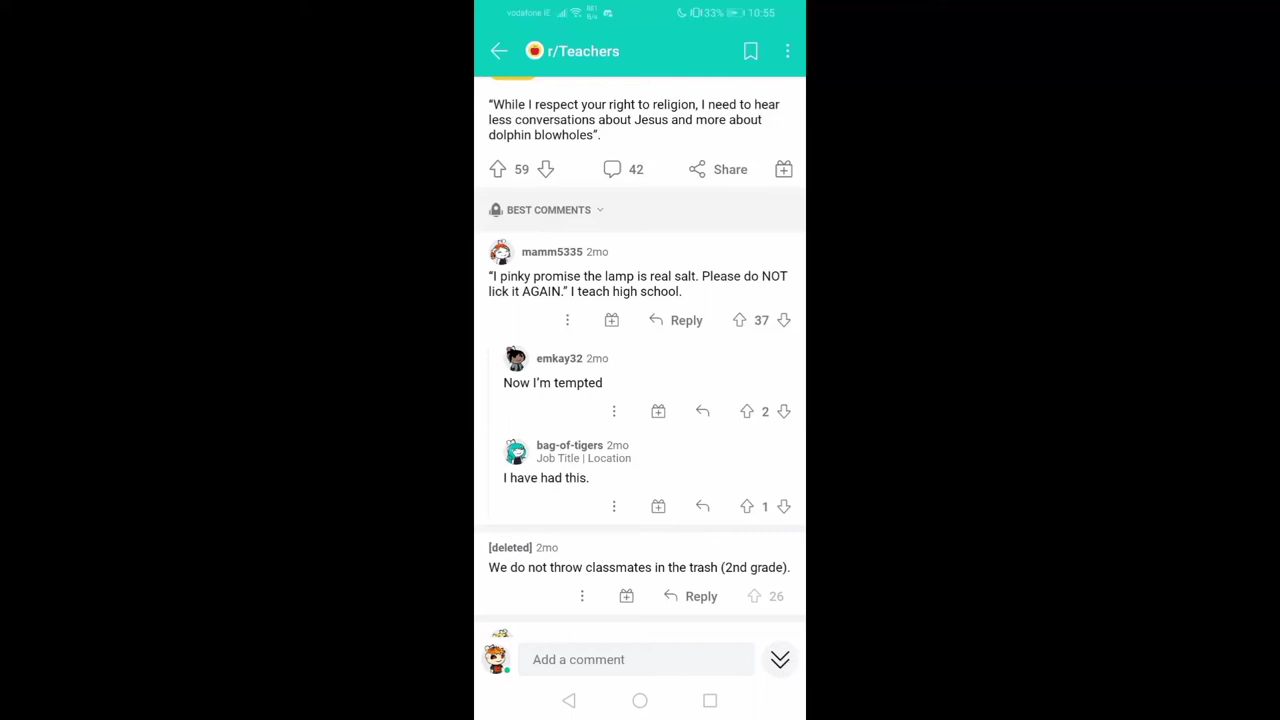 vodafone IE 33% 10:55
r/Teachers
“While I respect your right to religion, I need to hear
less conversations about Jesus and more about
dolphin blowholes”.
59 42 Share
BEST COMMENTS
mamm5335 2mo
“I pinky promise the lamp is real salt. Please do NOT
lick it AGAIN.” I teach high school.
Reply 37
emkay32 2mo
Now I'm tempted
2
bag-of-tigers 2mo
Job Title | Location
I have had this.
1
[deleted] 2mo
We do not throw classmates in the trash (2nd grade).
Reply 26
Add a comment